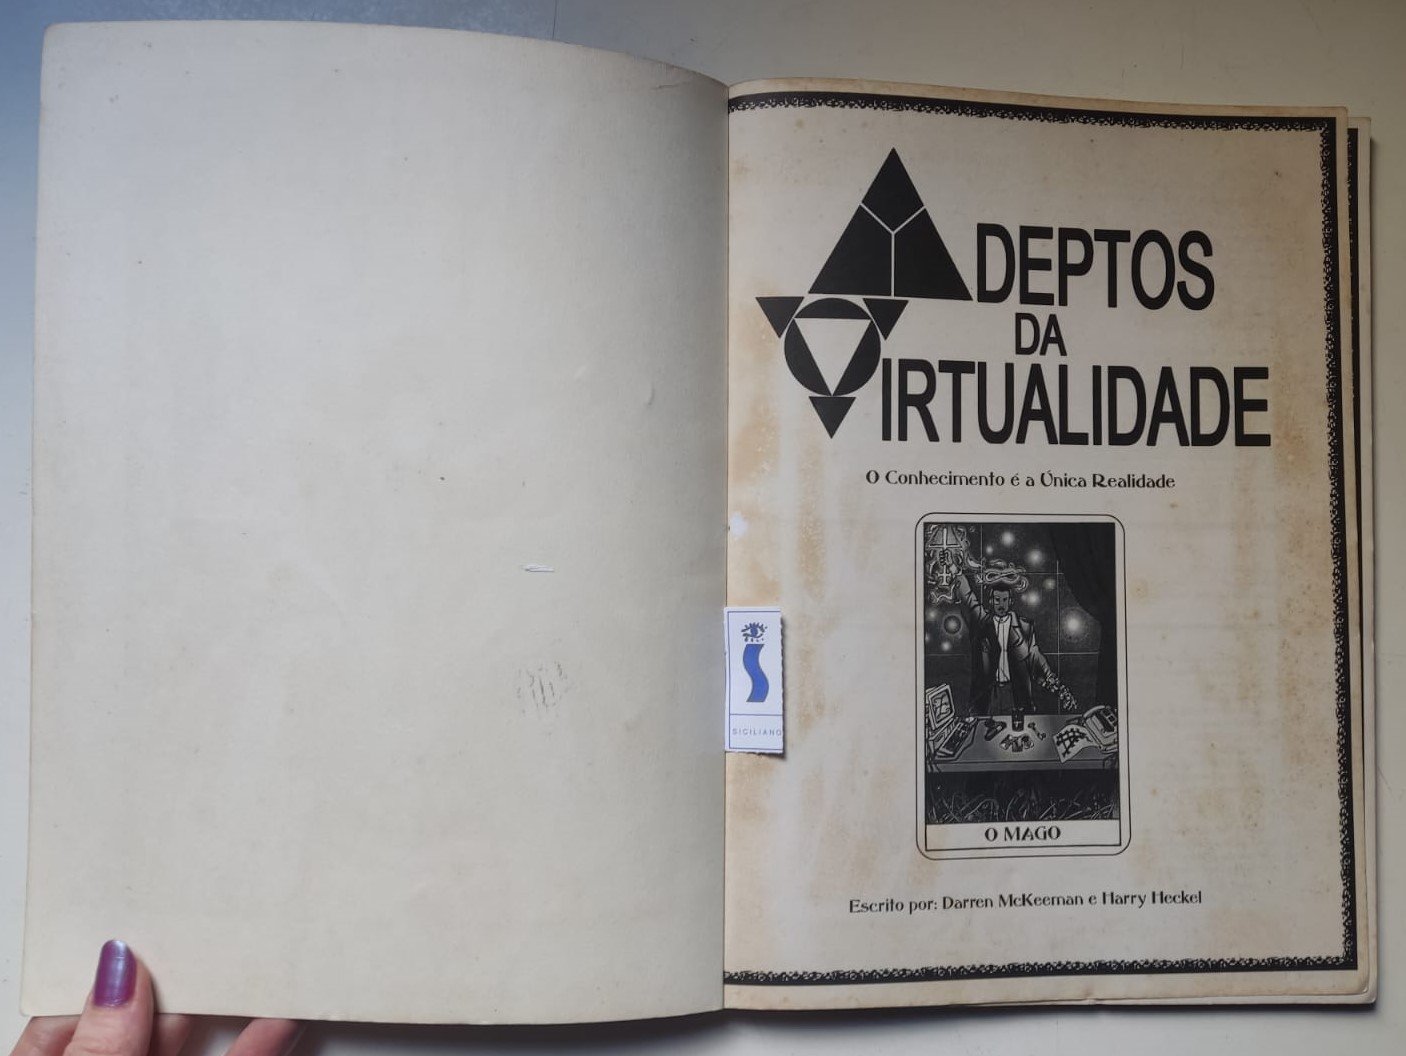 ADEPTOS
DA
VIRTUALIDADE
O Conhecimento é a Única Realidade
O MAGO
SICILIANO
Escrito por: Darren McKeeman e Harry Heckel